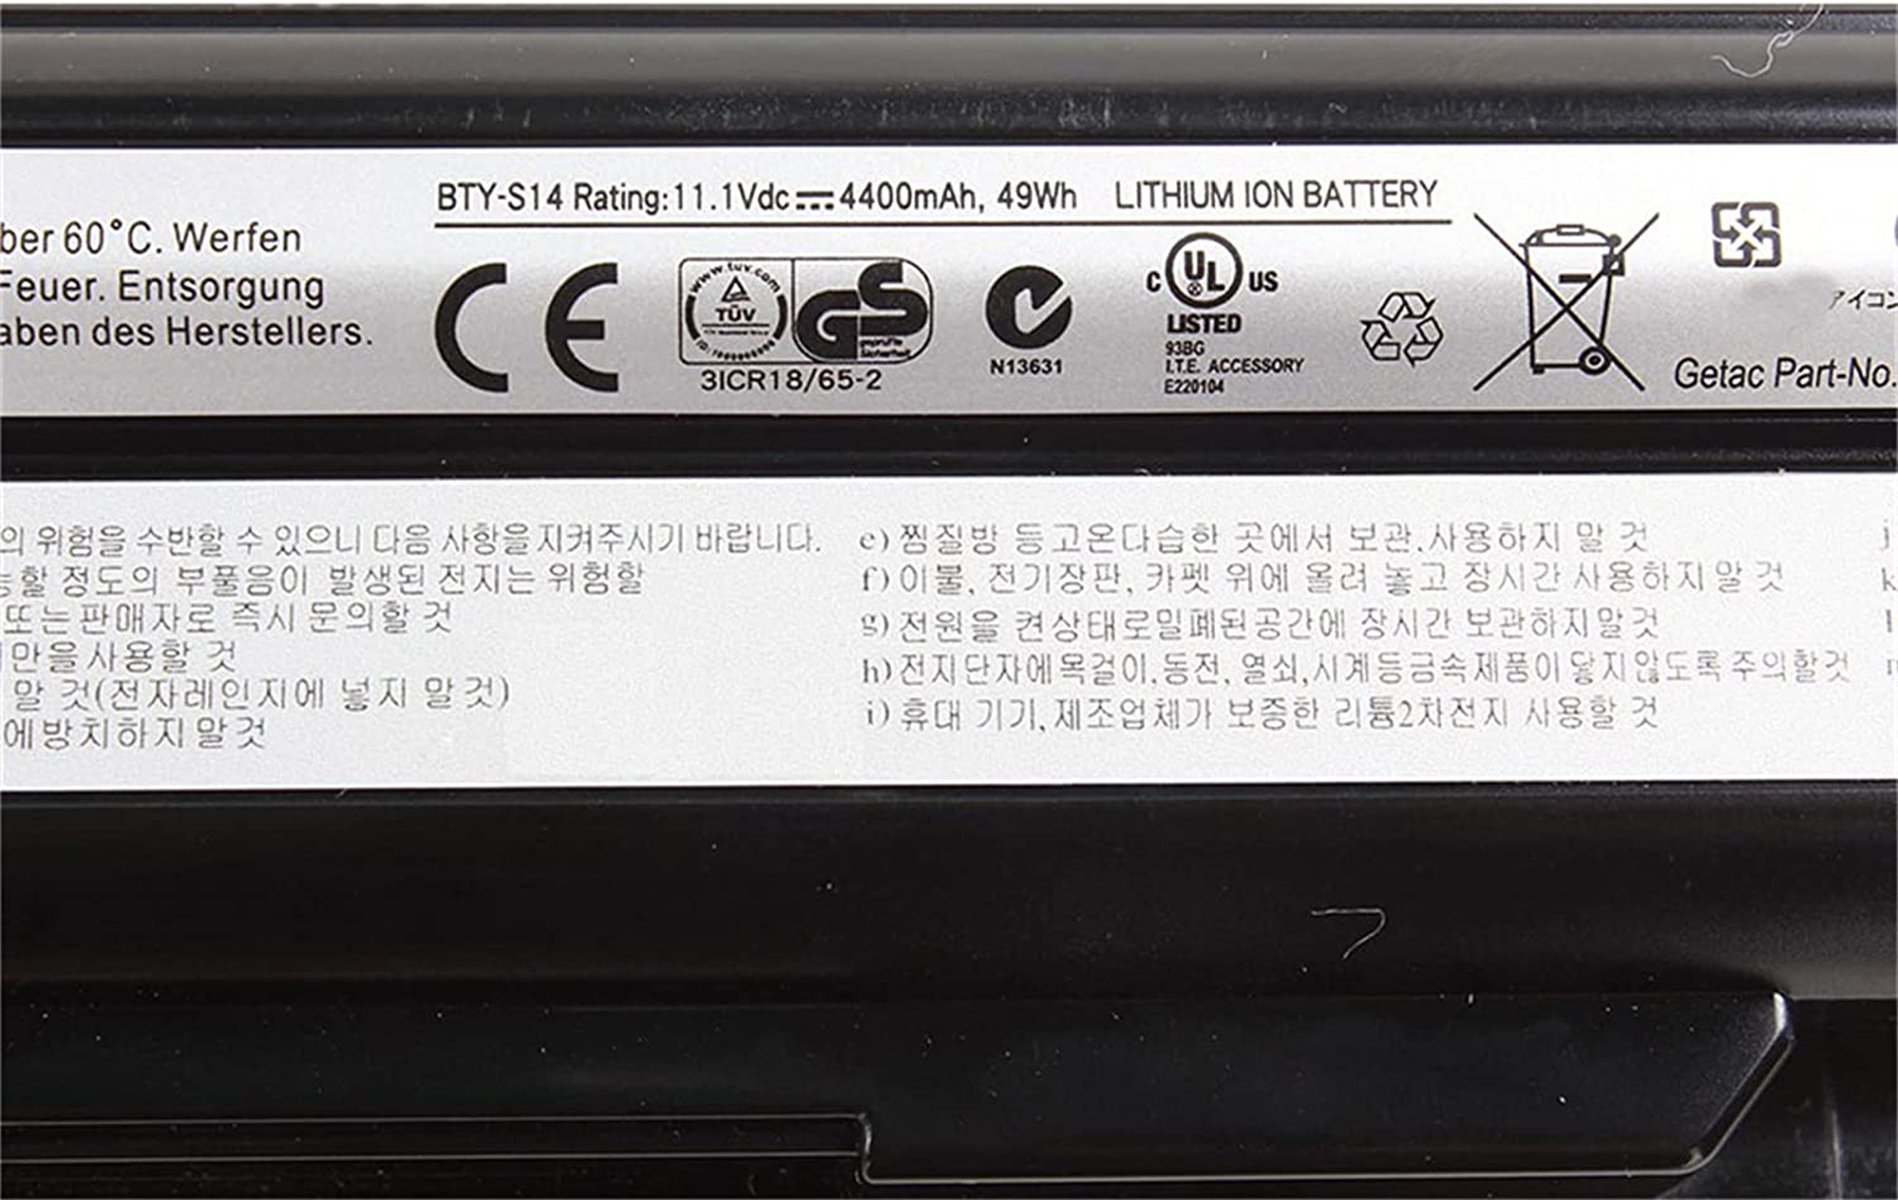 BTY-S14 Rating:11.1Vdc⎓4400mAh, 49Wh LITHIUM ION BATTERY
ber 60°C. Werfen
Feuer. Entsorgung
aben des Herstellers.
CE
www.tuv.com
TÜV
GS
geprüfte
Sicherheit
3ICR18/65-2
N13631
C UL US
LISTED
93BG
I.T.E. ACCESSORY
E220104
アイコン
Getac Part-No.
의 위험을 수반할 수 있으니 다음 사항을 지켜주시기 바랍니다.
능할 정도의 부풀음이 발생된 전지는 위험할
또는 판매자로 즉시 문의할 것
만을 사용할 것
말 것(전자레인지에 넣지 말것)
에 방치하지 말것
e) 찜질방 등고온다습한 곳에서 보관.사용하지 말 것
f) 이불, 전기장판, 카펫 위에 올려 놓고 장시간 사용하지 말 것
g) 전원을 켠상태로밀폐된공간에 장시간 보관하지말것
h) 전지단자에목걸이,동전, 열쇠,시계등금속제품이 닿지않도록 주의할것
i) 휴대 기기,제조업체가 보증한 리튬2차전지 사용할 것
j
k
l